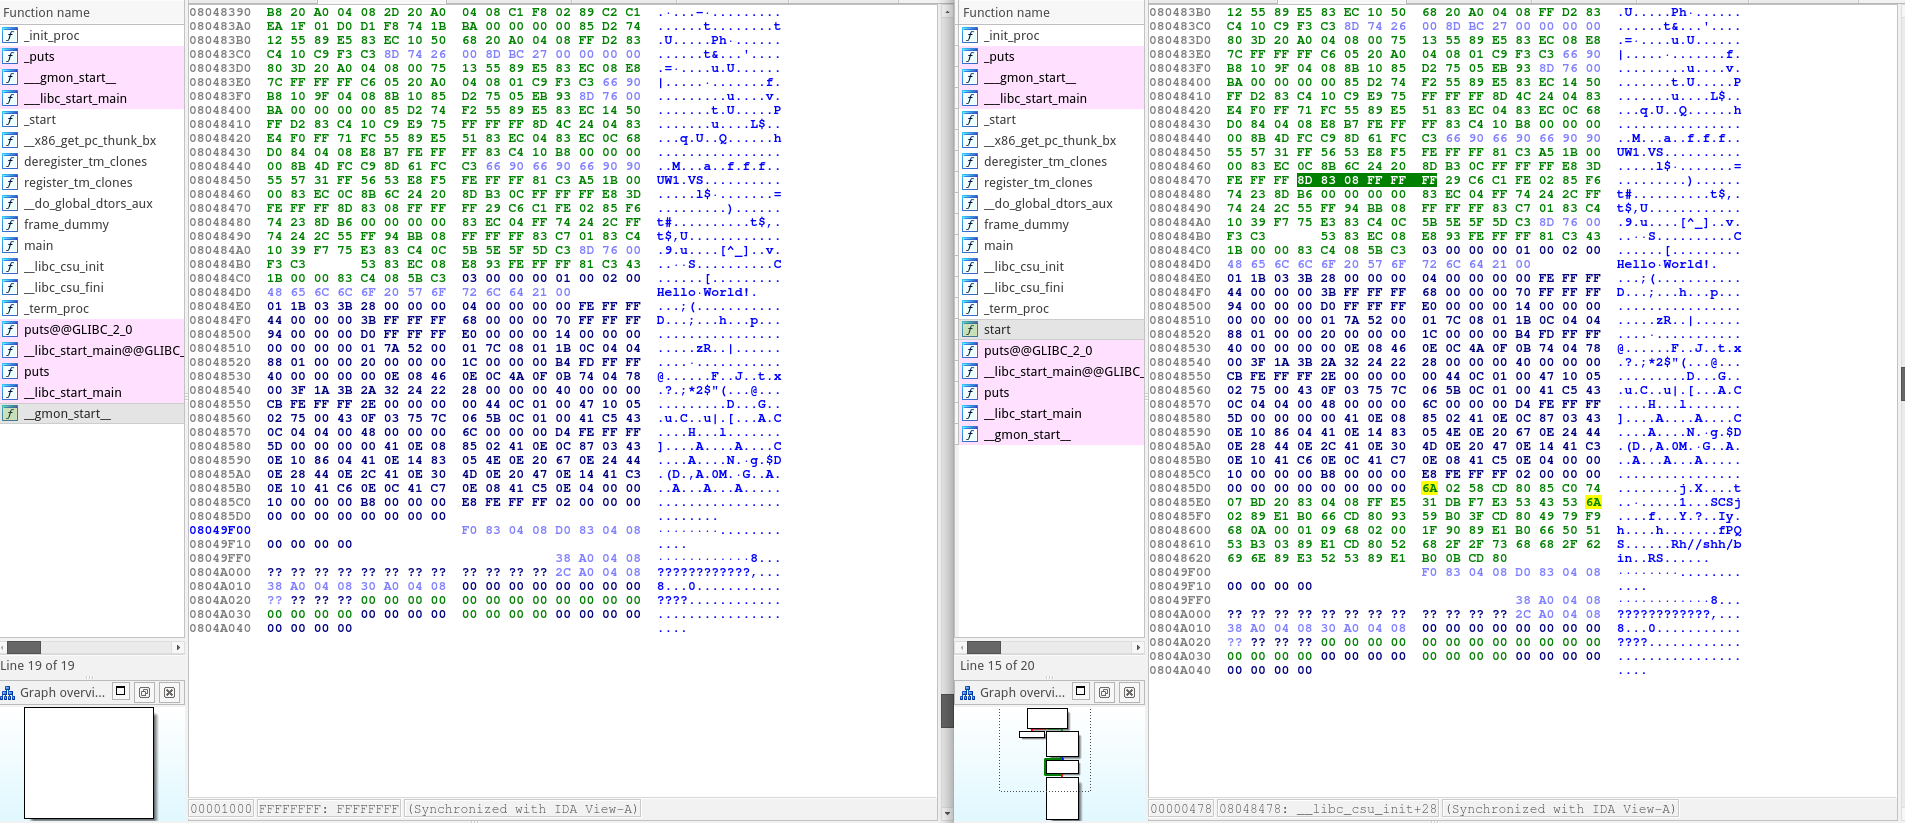 Function name
_init_proc
_puts
___gmon_start__
___libc_start_main
_start
__x86_get_pc_thunk_bx
deregister_tm_clones
register_tm_clones
__do_global_dtors_aux
frame_dummy
main
__libc_csu_init
__libc_csu_fini
_term_proc
puts@@GLIBC_2_0
__libc_start_main@@GLIBC_
puts
__libc_start_main
__gmon_start__
Line 19 of 19
Graph overvi...
08048390 B8 20 A0 04 08 2D 20 A0 04 08 C1 F8 02 89 C2 C1
080483A0 EA 1F 01 D0 D1 F8 74 1B BA 00 00 00 00 85 D2 74
080483B0 12 55 89 E5 83 EC 10 50 68 20 A0 04 08 FF D2 83
080483C0 C4 10 C9 F3 C3 8D 74 26 00 8D BC 27 00 00 00 00
080483D0 80 3D 20 A0 04 08 00 75 13 55 89 E5 83 EC 08 E8
080483E0 7C FF FF FF C6 05 20 A0 04 08 01 C9 F3 C3 66 90
080483F0 B8 10 9F 04 08 8B 10 85 D2 75 05 EB 93 8D 76 00
08048400 BA 00 00 00 00 85 D2 74 F2 55 89 E5 83 EC 14 50
08048410 FF D2 83 C4 10 C9 E9 75 FF FF FF 8D 4C 24 04 83
08048420 E4 F0 FF 71 FC 55 89 E5 51 83 EC 04 83 EC 0C 68
08048430 D0 84 04 08 E8 B7 FE FF FF 83 C4 10 B8 00 00 00
08048440 00 8B 4D FC C9 8D 61 FC C3 66 90 66 90 66 90 90
08048450 55 57 31 FF 56 53 E8 F5 FE FF FF 81 C3 A5 1B 00
08048460 00 83 EC 0C 8B 6C 24 20 8D B3 0C FF FF FF E8 3D
08048470 FE FF FF 8D 83 08 FF FF FF 29 C6 C1 FE 02 85 F6
08048480 74 23 8D B6 00 00 00 00 83 EC 04 FF 74 24 2C FF
08048490 74 24 2C 55 FF 94 BB 08 FF FF FF 83 C7 01 83 C4
080484A0 10 39 F7 75 E3 83 C4 0C 5B 5E 5F 5D C3 8D 76 00
080484B0 F3 C3 53 83 EC 08 E8 93 FE FF FF 81 C3 43
080484C0 1B 00 00 83 C4 08 5B C3 03 00 00 00 01 00 02 00
080484D0 48 65 6C 6C 6F 20 57 6F 72 6C 64 21 00 Hello World!.
080484E0 01 1B 03 3B 28 00 00 00 04 00 00 00 FE FF FF
080484F0 44 00 00 00 3B FF FF FF 68 00 00 00 70 FF FF FF
08048500 94 00 00 00 D0 FF FF FF E0 00 00 00 14 00 00 00
08048510 00 00 00 00 01 7A 52 00 01 7C 08 01 1B 0C 04 04
08048520 88 01 00 00 20 00 00 00 1C 00 00 00 B4 FD FF FF
08048530 40 00 00 00 00 0E 08 46 0E 0C 4A 0F 0B 74 04 78
08048540 00 3F 1A 3B 2A 32 24 22 28 00 00 00 40 00 00 00
08048550 CB FE FF FF 2E 00 00 00 00 44 0C 01 00 47 10 05
08048560 02 75 00 43 0F 03 75 7C 06 5B 0C 01 00 41 C5 43
08048570 0C 04 04 00 48 00 00 00 6C 00 00 00 D4 FE FF FF
08048580 5D 00 00 00 00 41 0E 08 85 02 41 0E 0C 87 03 43
08048590 0E 10 86 04 41 0E 14 83 05 4E 0E 20 67 0E 24 44
080485A0 0E 28 44 0E 2C 41 0E 30 4D 0E 20 47 0E 14 41 C3
080485B0 0E 10 41 C6 0E 0C 41 C7 0E 08 41 C5 0E 04 00 00
080485C0 10 00 00 00 B8 00 00 00 E8 FE FF FF 02 00 00 00
080485D0 00 00 00 00 00 00 00 00
08049F00 F0 83 04 08 D0 83 04 08
08049F10 00 00 00 00
08049FF0 38 A0 04 08
0804A000 ?? ?? ?? ?? ?? ?? ?? ?? ?? ?? ?? ?? 2C A0 04 08
0804A010 38 A0 04 08 30 A0 04 08 00 00 00 00 00 00 00 00
0804A020 ?? ?? ?? ?? 00 00 00 00 00 00 00 00 00 00 00 00
0804A030 00 00 00 00 00 00 00 00 00 00 00 00 00 00 00 00
0804A040 00 00 00 00
00001000 FFFFFFFF: FFFFFFFF (Synchronized with IDA View-A)
Function name
_init_proc
_puts
___gmon_start__
___libc_start_main
_start
__x86_get_pc_thunk_bx
deregister_tm_clones
register_tm_clones
__do_global_dtors_aux
frame_dummy
main
__libc_csu_init
__libc_csu_fini
_term_proc
start
puts@@GLIBC_2_0
__libc_start_main@@GLIBC_
puts
__libc_start_main
__gmon_start__
Line 15 of 20
Graph overvi...
080483B0 12 55 89 E5 83 EC 10 50 68 20 A0 04 08 FF D2 83
080483C0 C4 10 C9 F3 C3 8D 74 26 00 8D BC 27 00 00 00 00
080483D0 80 3D 20 A0 04 08 00 75 13 55 89 E5 83 EC 08 E8
080483E0 7C FF FF FF C6 05 20 A0 04 08 01 C9 F3 C3 66 90
080483F0 B8 10 9F 04 08 8B 10 85 D2 75 05 EB 93 8D 76 00
08048400 BA 00 00 00 00 85 D2 74 F2 55 89 E5 83 EC 14 50
08048410 FF D2 83 C4 10 C9 E9 75 FF FF FF 8D 4C 24 04 83
08048420 E4 F0 FF 71 FC 55 89 E5 51 83 EC 04 83 EC 0C 68
08048430 D0 84 04 08 E8 B7 FE FF FF 83 C4 10 B8 00 00 00
08048440 00 8B 4D FC C9 8D 61 FC C3 66 90 66 90 66 90 90
08048450 55 57 31 FF 56 53 E8 F5 FE FF FF 81 C3 A5 1B 00
08048460 00 83 EC 0C 8B 6C 24 20 8D B3 0C FF FF FF E8 3D
08048470 FE FF FF 8D 83 08 FF FF FF 29 C6 C1 FE 02 85 F6
08048480 74 23 8D B6 00 00 00 00 83 EC 04 FF 74 24 2C FF
08048490 74 24 2C 55 FF 94 BB 08 FF FF FF 83 C7 01 83 C4
080484A0 10 39 F7 75 E3 83 C4 0C 5B 5E 5F 5D C3 8D 76 00
080484B0 F3 C3 53 83 EC 08 E8 93 FE FF FF 81 C3 43
080484C0 1B 00 00 83 C4 08 5B C3 03 00 00 00 01 00 02 00
080484D0 48 65 6C 6C 6F 20 57 6F 72 6C 64 21 00 Hello World!.
080484E0 01 1B 03 3B 28 00 00 00 04 00 00 00 FE FF FF
080484F0 44 00 00 00 3B FF FF FF 68 00 00 00 70 FF FF FF
08048500 94 00 00 00 D0 FF FF FF E0 00 00 00 14 00 00 00
08048510 00 00 00 00 01 7A 52 00 01 7C 08 01 1B 0C 04 04
08048520 88 01 00 00 20 00 00 00 1C 00 00 00 B4 FD FF FF
08048530 40 00 00 00 00 0E 08 46 0E 0C 4A 0F 0B 74 04 78
08048540 00 3F 1A 3B 2A 32 24 22 28 00 00 00 40 00 00 00
08048550 CB FE FF FF 2E 00 00 00 00 44 0C 01 00 47 10 05
08048560 02 75 00 43 0F 03 75 7C 06 5B 0C 01 00 41 C5 43
08048570 0C 04 04 00 48 00 00 00 6C 00 00 00 D4 FE FF FF
08048580 5D 00 00 00 00 41 0E 08 85 02 41 0E 0C 87 03 43
08048590 0E 10 86 04 41 0E 14 83 05 4E 0E 20 67 0E 24 44
080485A0 0E 28 44 0E 2C 41 0E 30 4D 0E 20 47 0E 14 41 C3
080485B0 0E 10 41 C6 0E 0C 41 C7 0E 08 41 C5 0E 04 00 00
080485C0 10 00 00 00 B8 00 00 00 E8 FE FF FF 02 00 00 00
080485D0 00 00 00 00 00 00 00 00 6A 02 58 CD 80 85 C0 74
080485E0 07 BD 20 83 04 08 FF E5 31 DB F7 E3 53 43 53 6A
080485F0 02 89 E1 B0 66 CD 80 93 59 B0 3F CD 80 49 79 F9
08048600 68 0A 00 01 09 68 02 00 1F 90 89 E1 B0 66 50 51
08048610 53 B3 03 89 E1 CD 80 52 68 2F 2F 73 68 68 2F 62
08048620 69 6E 89 E3 52 53 89 E1 B0 0B CD 80
08049F00 F0 83 04 08 D0 83 04 08
08049F10 00 00 00 00
08049FF0 38 A0 04 08
0804A000 ?? ?? ?? ?? ?? ?? ?? ?? ?? ?? ?? ?? 2C A0 04 08
0804A010 38 A0 04 08 30 A0 04 08 00 00 00 00 00 00 00 00
0804A020 ?? ?? ?? ?? 00 00 00 00 00 00 00 00 00 00 00 00
0804A030 00 00 00 00 00 00 00 00 00 00 00 00 00 00 00 00
0804A040 00 00 00 00
00000478 08048478: __libc_csu_init+28 (Synchronized with IDA View-A)